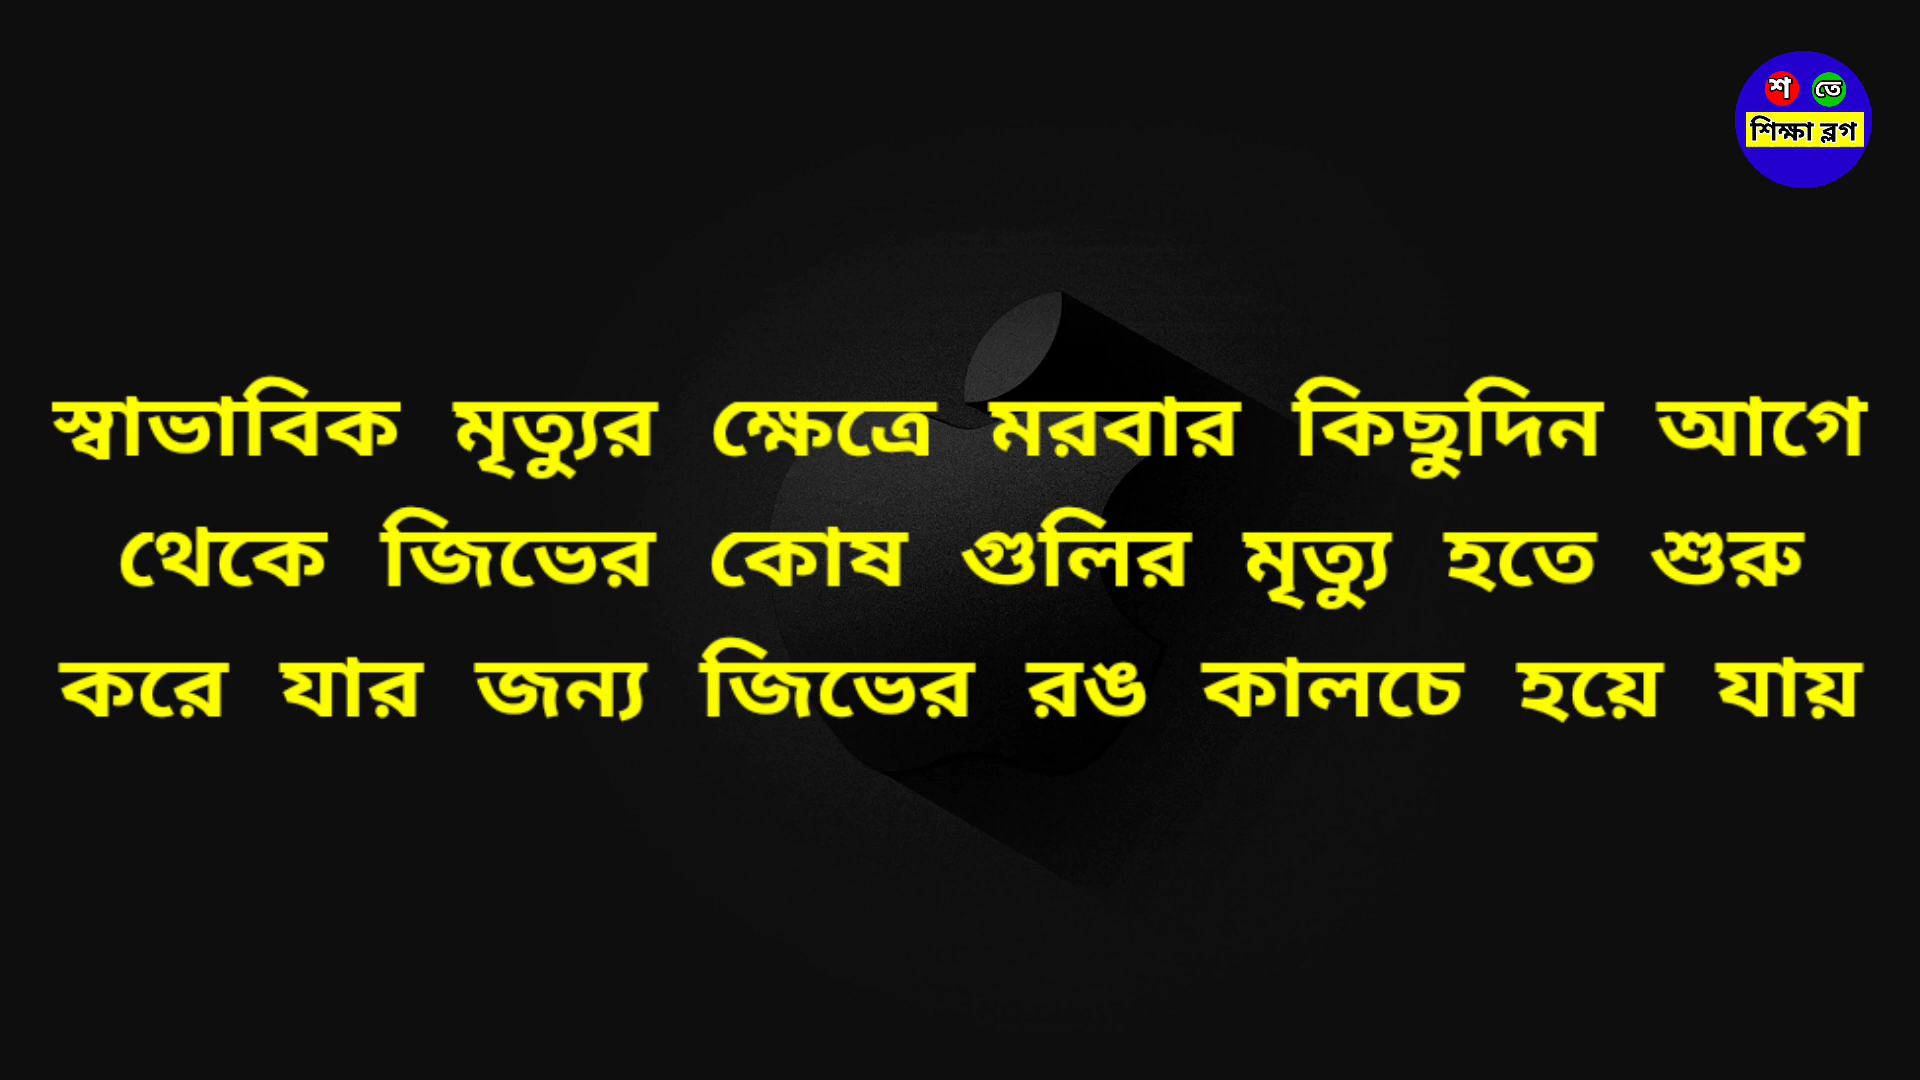 শ তে
শিক্ষা ব্লগ
স্বাভাবিক মৃত্যুর ক্ষেত্রে মরবার কিছুদিন আগে
থেকে জিভের কোষ গুলির মৃত্যু হতে শুরু
করে যার জন্য জিভের রঙ কালচে হয়ে যায়